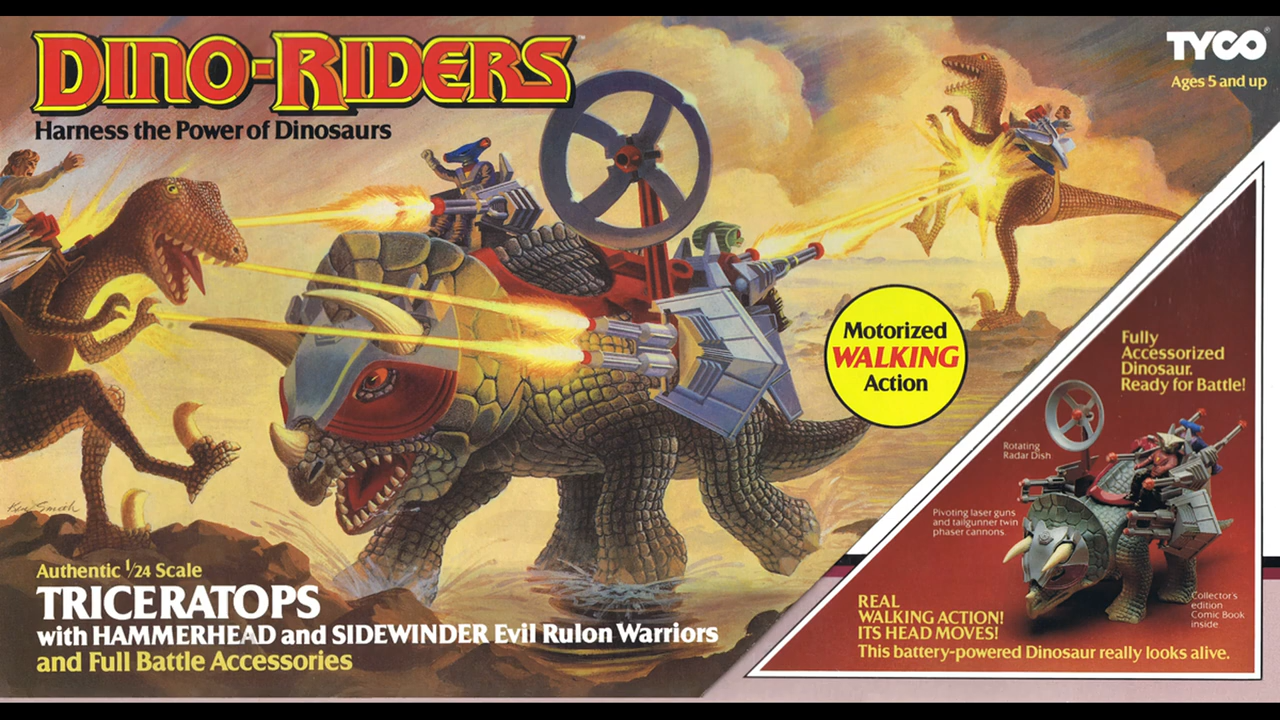 DINO-RIDERS™
Harness the Power of Dinosaurs
TYCO®
Ages 5 and up
Motorized
WALKING
Action
Fully
Accessorized
Dinosaur.
Ready for Battle!
Rotating
Radar Dish
Pivoting laser guns
and tailgunner twin
phaser cannons.
Collector's
edition
Comic Book
inside
REAL
WALKING ACTION!
ITS HEAD MOVES!
This battery-powered Dinosaur really looks alive.
Ken Smith
Authentic 1/24 Scale
TRICERATOPS
with HAMMERHEAD and SIDEWINDER Evil Rulon Warriors
and Full Battle Accessories